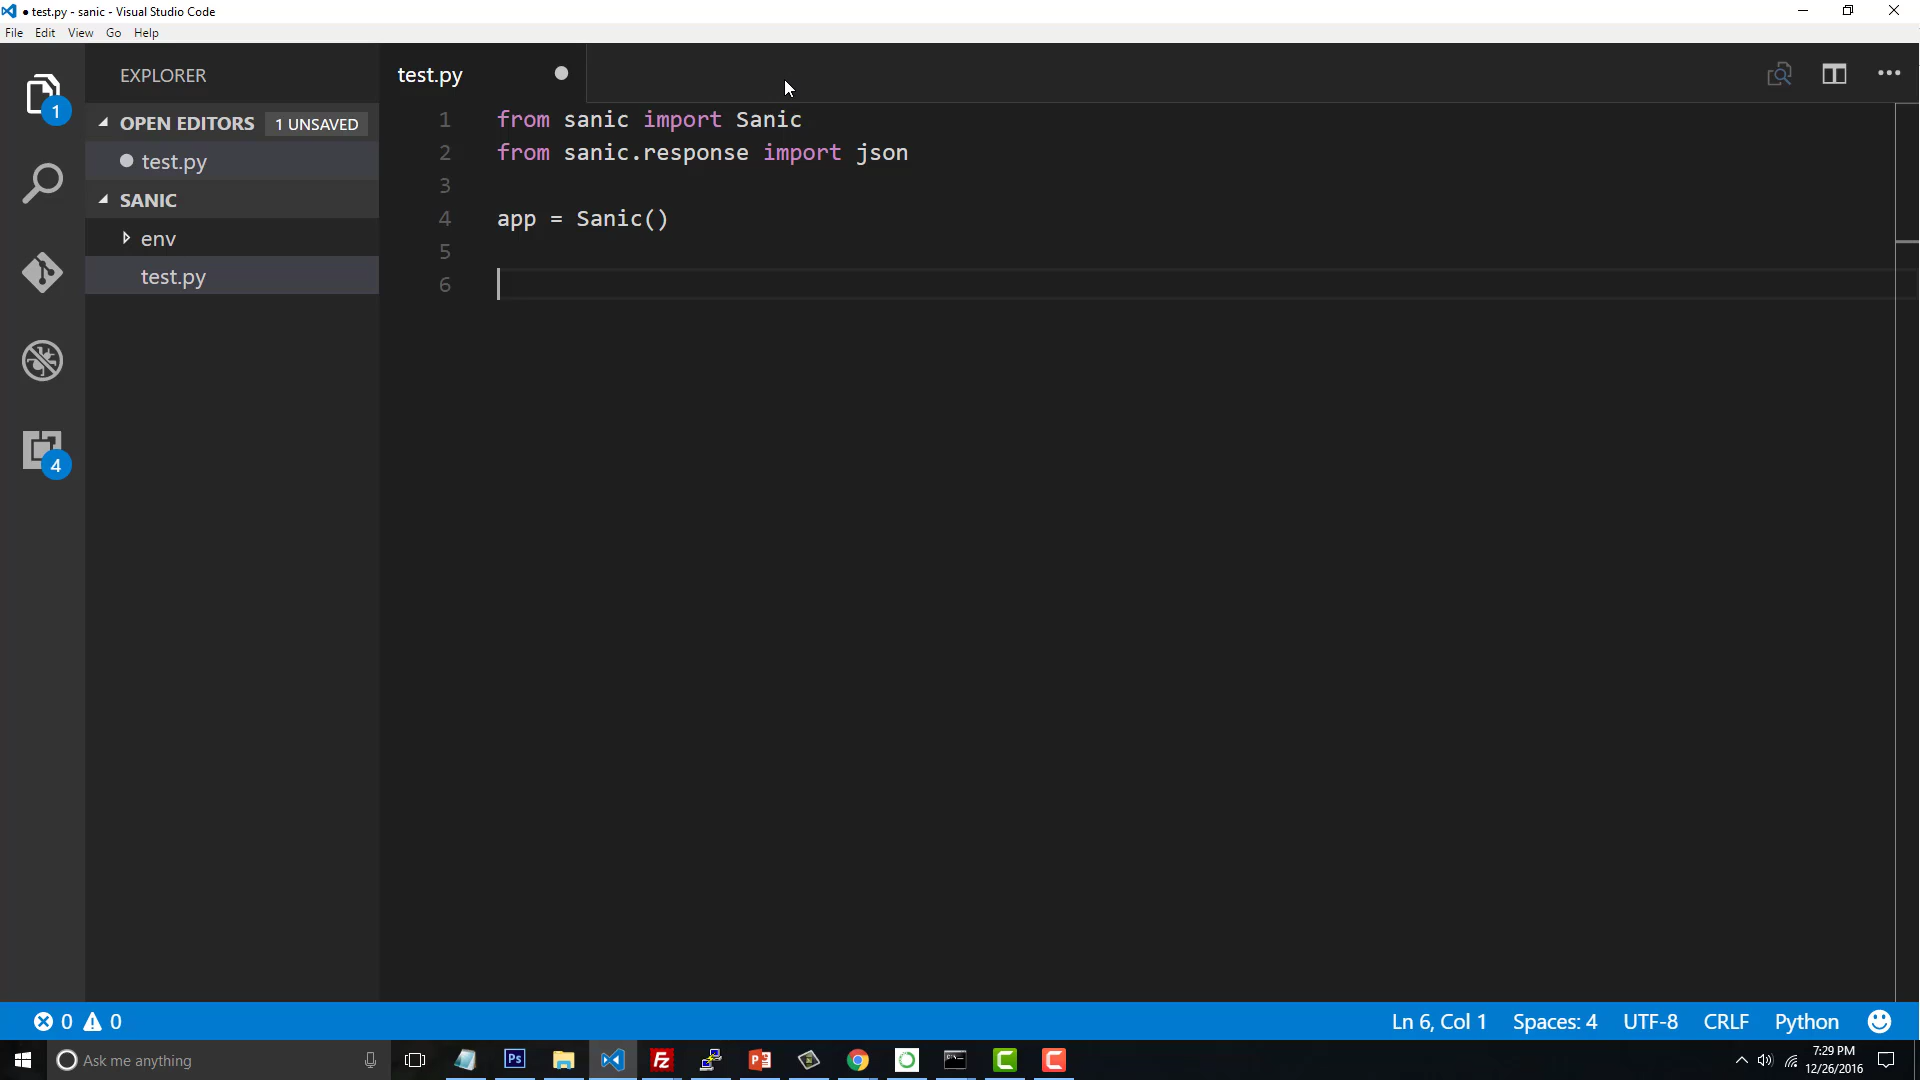 ● test.py - sanic - Visual Studio Code
File Edit View Go Help
EXPLORER
OPEN EDITORS 1 UNSAVED
test.py
SANIC
env
test.py
1
4
test.py
1 from sanic import Sanic
2 from sanic.response import json
3
4 app = Sanic()
5
6
0 0
Ln 6, Col 1 Spaces: 4 UTF-8 CRLF Python
Ask me anything
Ps
Fz
7:29 PM
12/26/2016